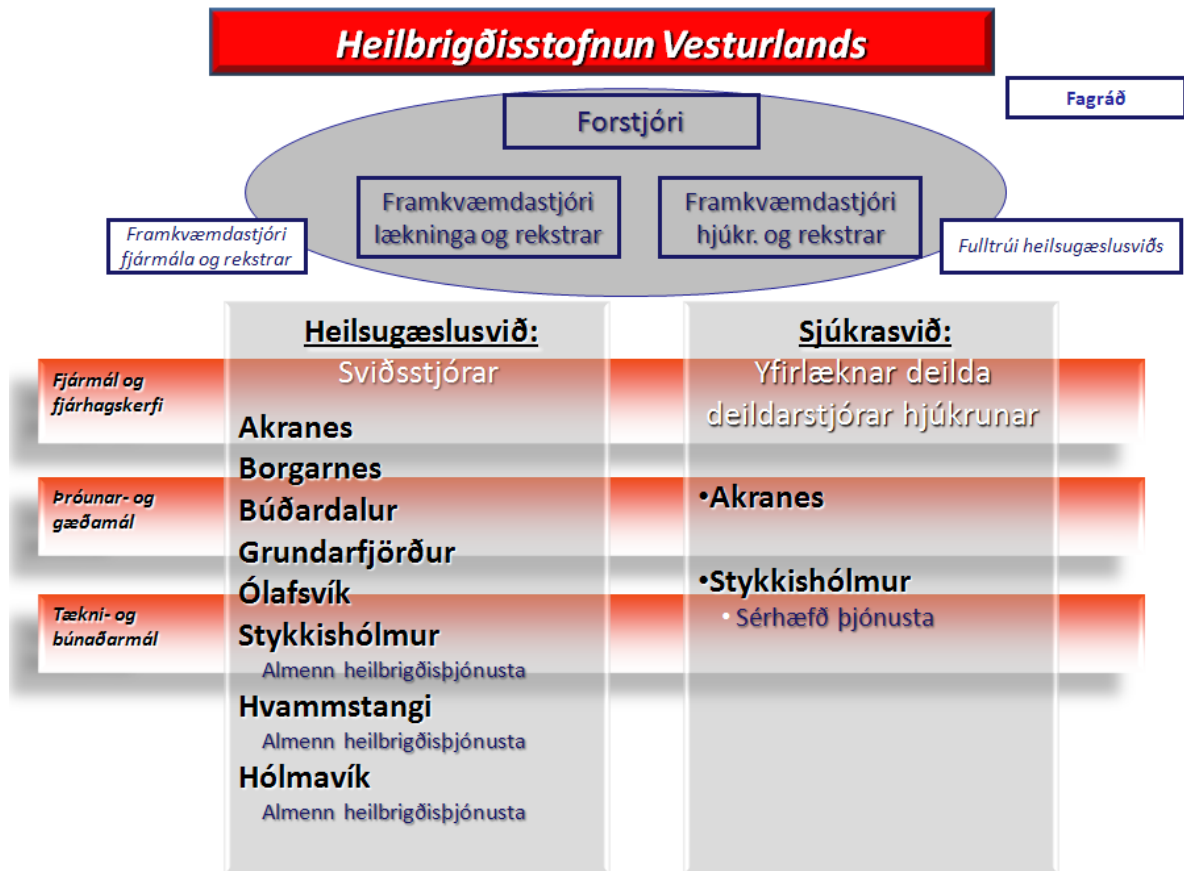 Heilbrigðisstofnun Vesturlands
Fagráð
Forstjóri
Framkvæmdastjóri
lækninga og rekstrar
Framkvæmdastjóri
hjúkr. og rekstrar
Framkvæmdastjóri
fjármála og rekstrar
Fulltrúi heilsugæslusviðs
Heilsugæslusvið:
Sviðsstjórar
Akranes
Borgarnes
Búðardalur
Grundarfjörður
Ólafsvík
Stykkishólmur
Almenn heilbrigðisþjónusta
Hvammstangi
Almenn heilbrigðisþjónusta
Hólmavík
Almenn heilbrigðisþjónusta
Sjúkrasvið:
Yfirlæknar deilda
deildarstjórar hjúkrunar
•Akranes
•Stykkishólmur
• Sérhæfð þjónusta
Fjármál og
fjárhagskerfi
Þróunar- og
gæðamál
Tækni- og
búnaðarmál